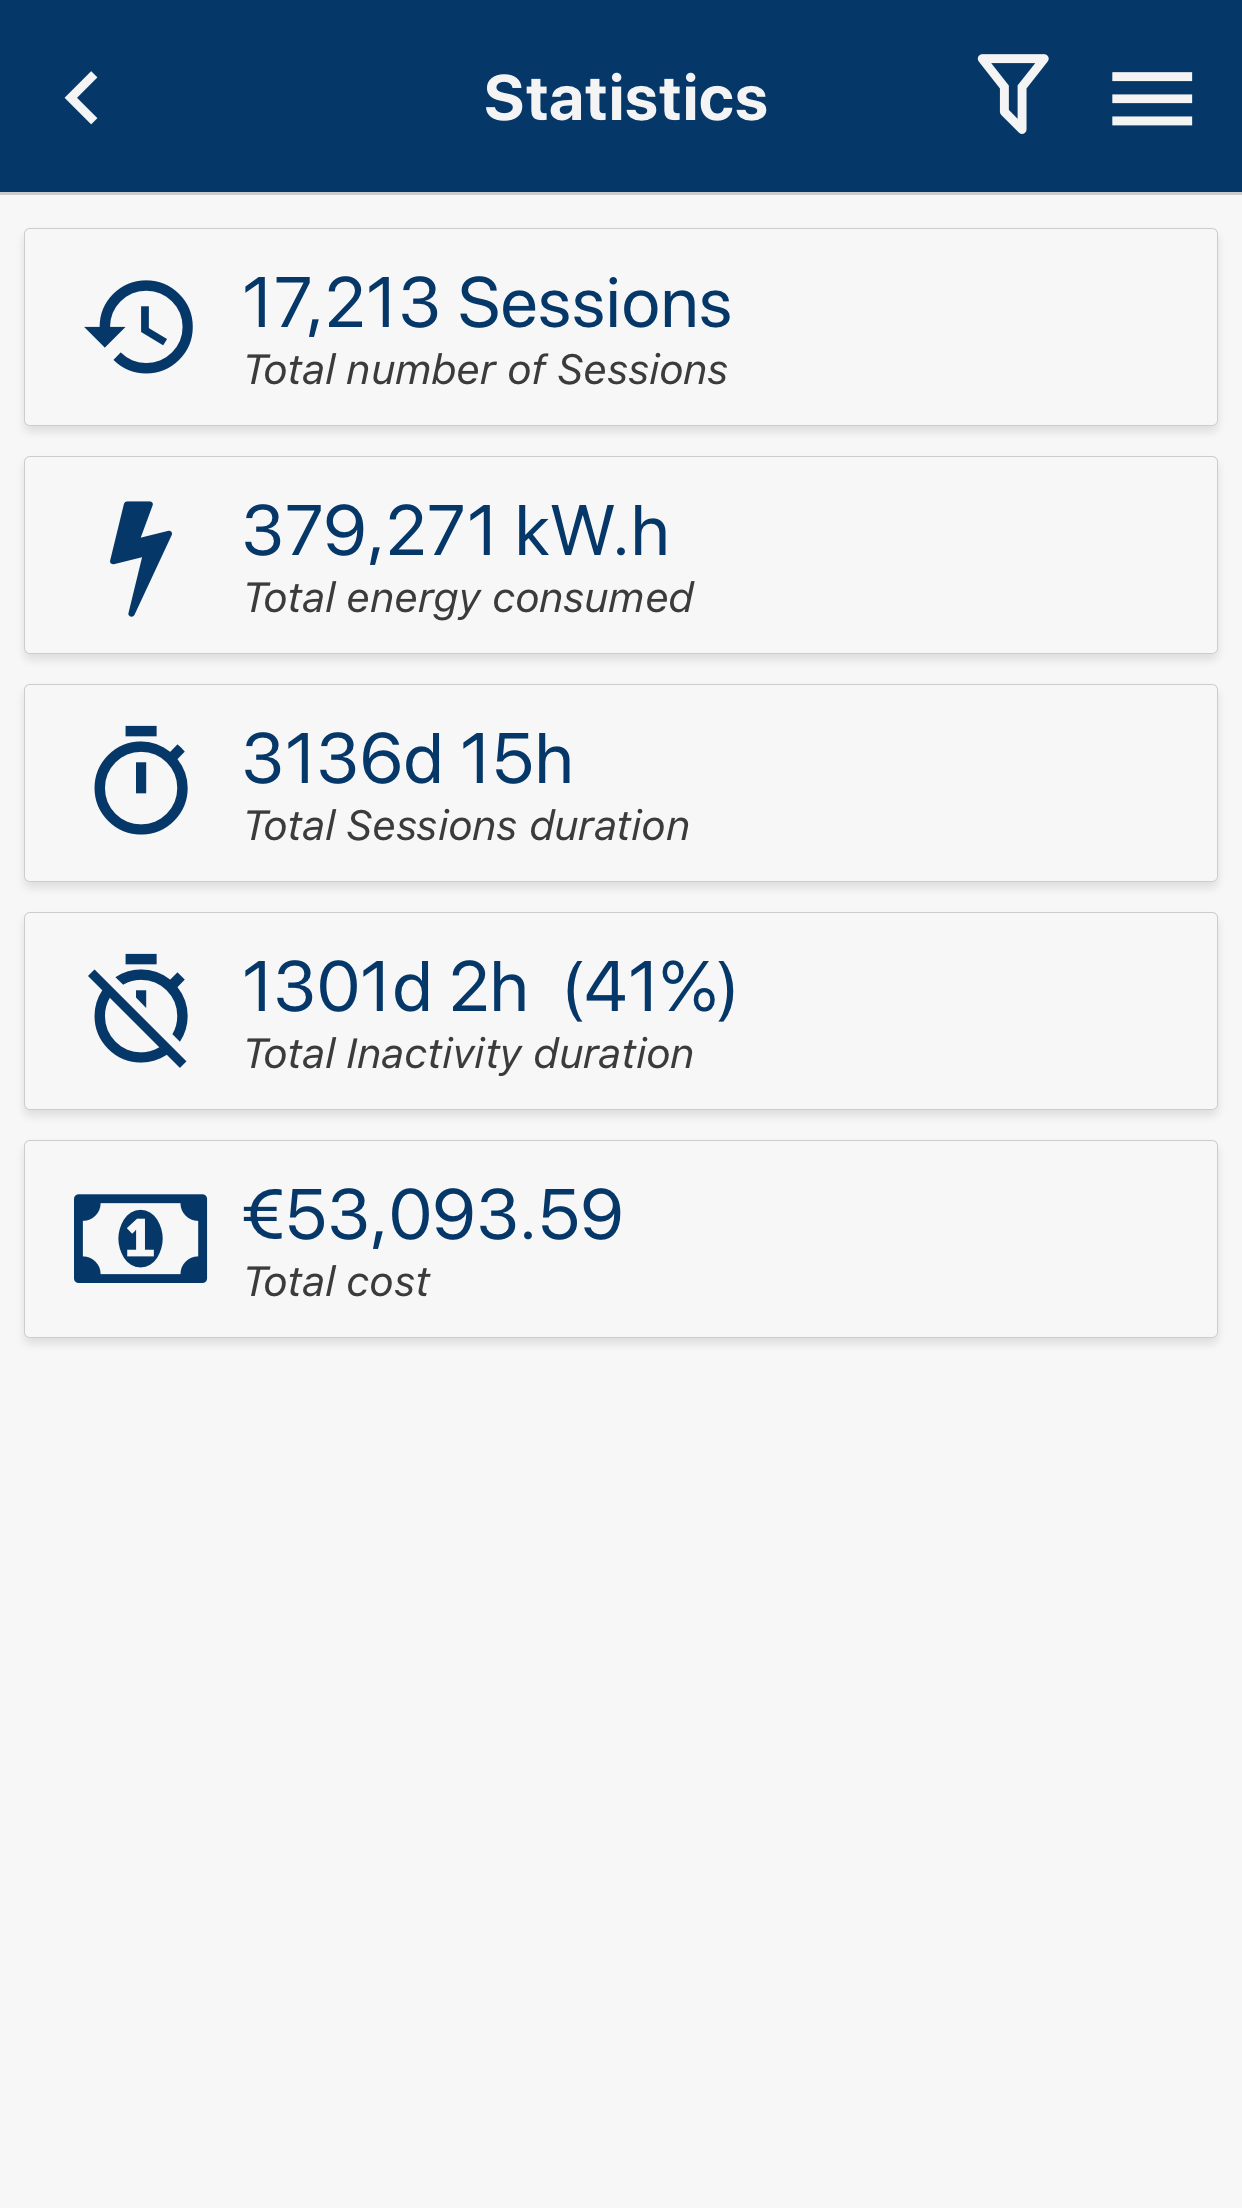 Statistics
17,213 Sessions
Total number of Sessions
379,271 kW.h
Total energy consumed
3136d 15h
Total Sessions duration
1301d 2h (41%)
Total Inactivity duration
1
€53,093.59
Total cost